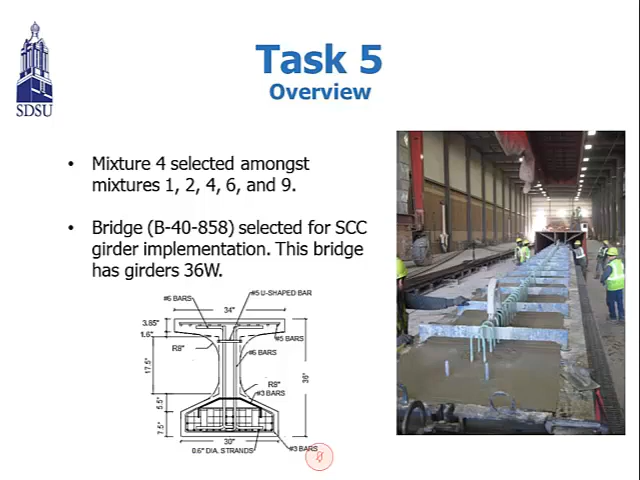 SDSU
Task 5
Overview
• Mixture 4 selected amongst
mixtures 1, 2, 4, 6, and 9.
• Bridge (B-40-858) selected for SCC
girder implementation. This bridge
has girders 36W.
#5 U-SHAPED BAR
#6 BARS
34"
3.85"
1.6"
#5 BARS
R8"
#6 BARS
17.5"
36"
R8"
#3 BARS
5.5"
7.5"
30"
#3 BARS
0.6" DIA. STRANDS